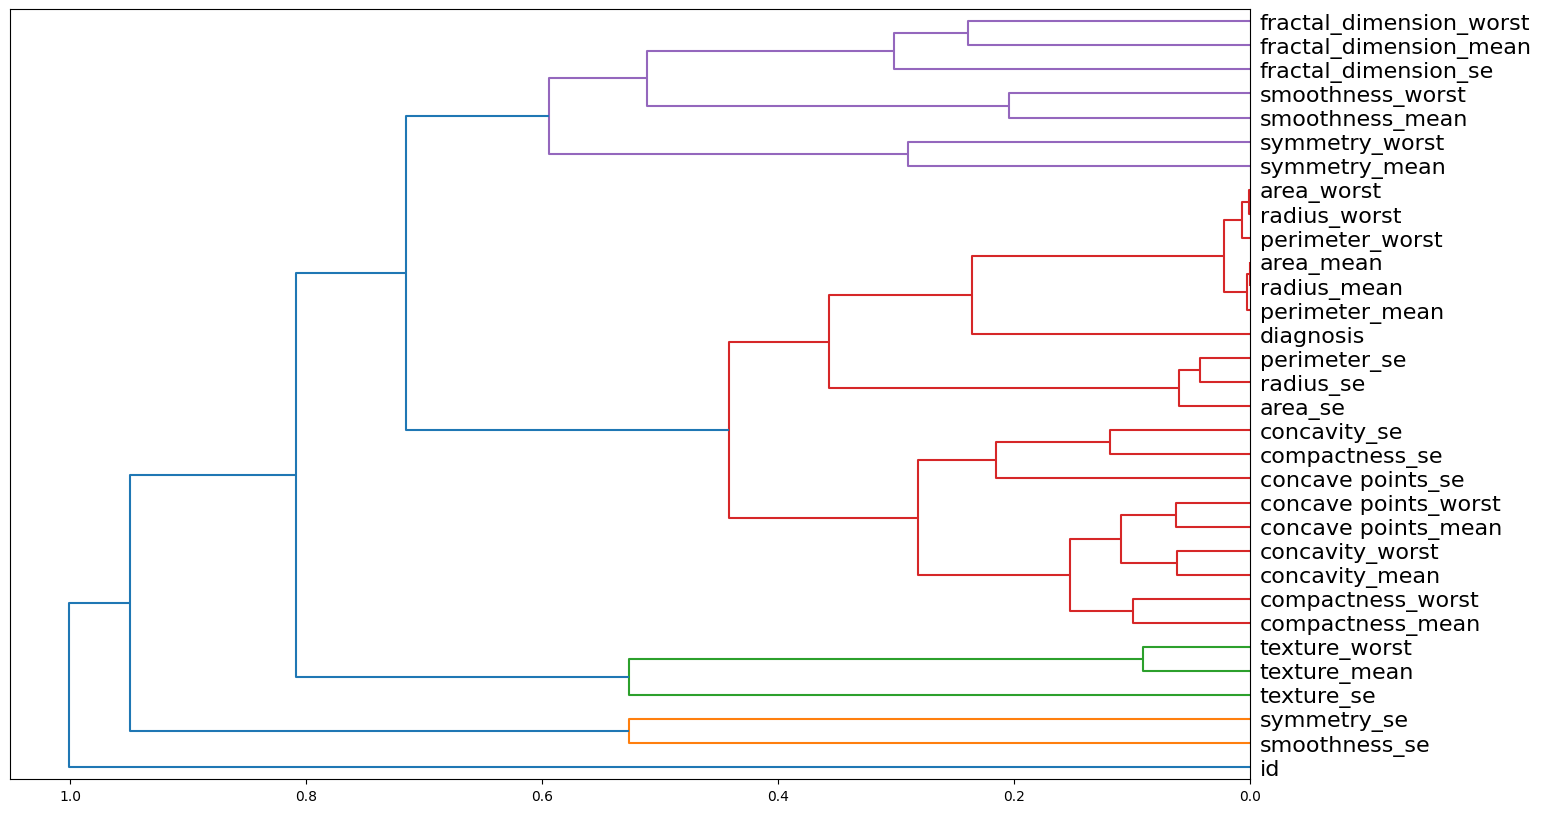 fractal_dimension_worst
fractal_dimension_mean
fractal_dimension_se
smoothness_worst
smoothness_mean
symmetry_worst
symmetry_mean
area_worst
radius_worst
perimeter_worst
area_mean
radius_mean
perimeter_mean
diagnosis
perimeter_se
radius_se
area_se
concavity_se
compactness_se
concave points_se
concave points_worst
concave points_mean
concavity_worst
concavity_mean
compactness_worst
compactness_mean
texture_worst
texture_mean
texture_se
symmetry_se
smoothness_se
id
1.0 0.8 0.6 0.4 0.2 0.0